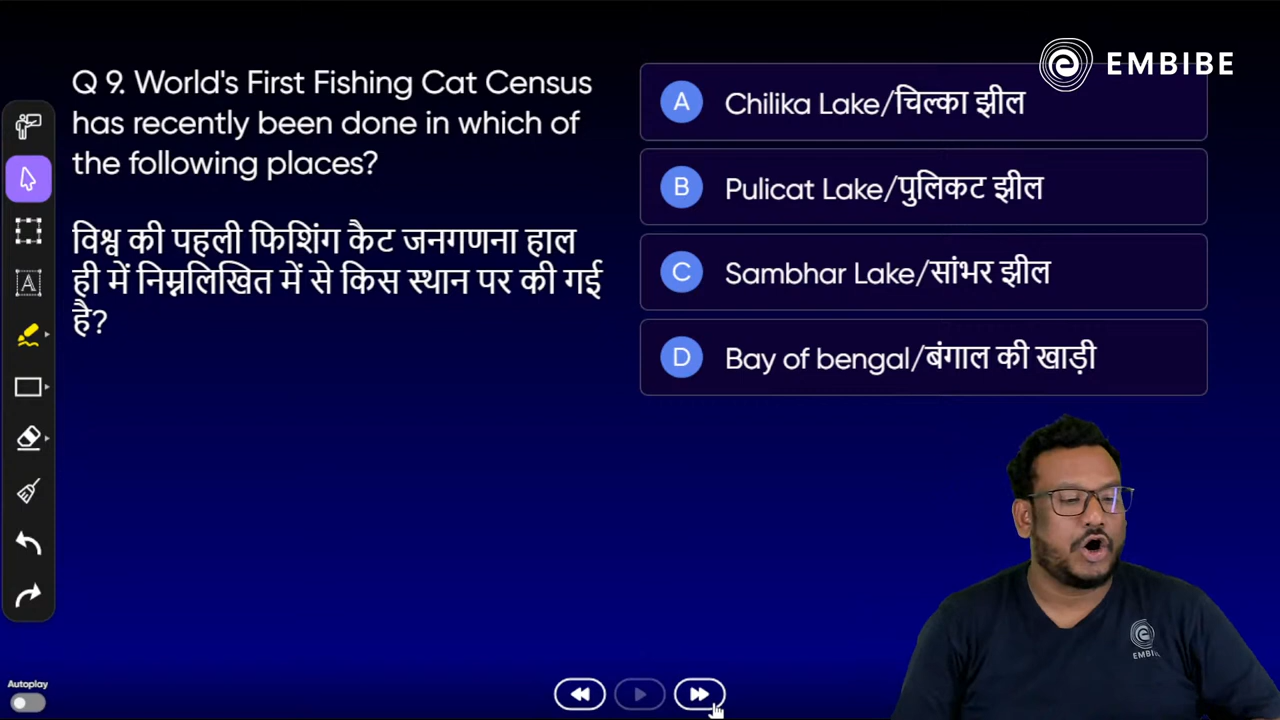 EMBIBE
Q 9. World's First Fishing Cat Census
has recently been done in which of
the following places?
विश्व की पहली फिशिंग कैट जनगणना हाल
ही में निम्नलिखित में से किस स्थान पर की गई
है?
A Chilika Lake/चिल्का झील
B Pulicat Lake/पुलिकट झील
C Sambhar Lake/सांभर झील
D Bay of bengal/बंगाल की खाड़ी
A
EMBIBE
Autoplay